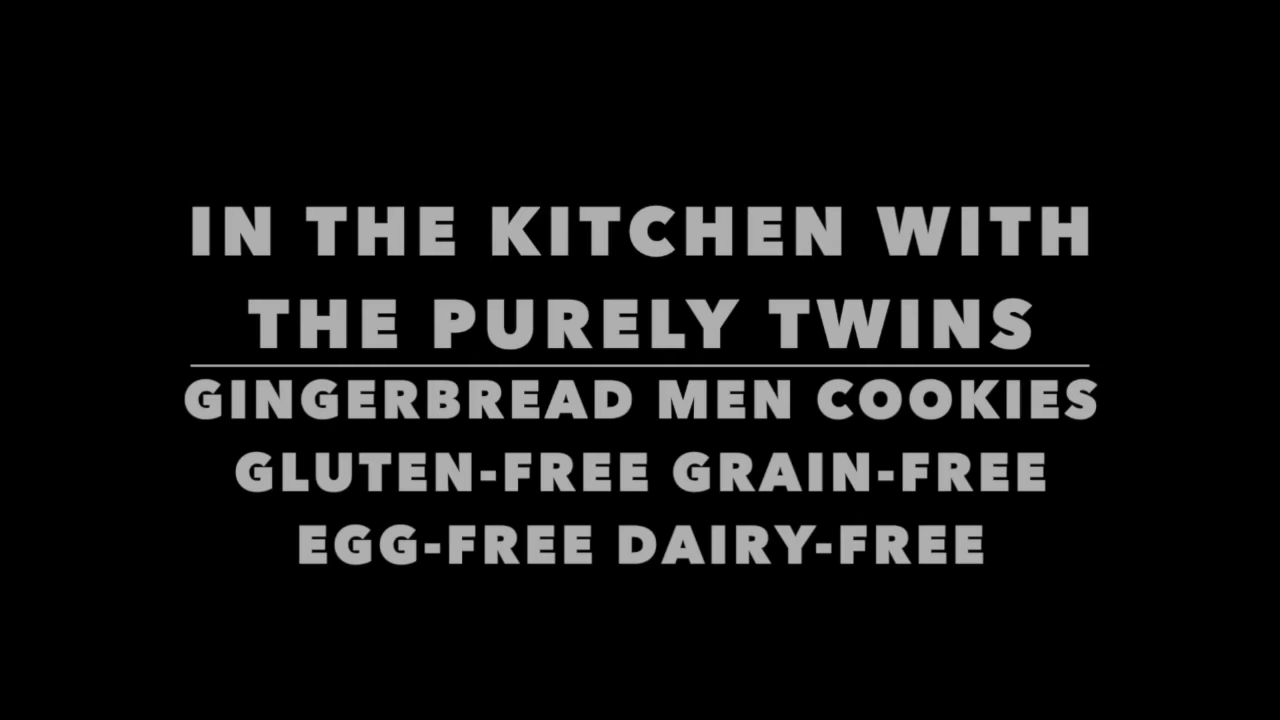 IN THE KITCHEN WITH
THE PURELY TWINS
GINGERBREAD MEN COOKIES
GLUTEN-FREE GRAIN-FREE
EGG-FREE DAIRY-FREE